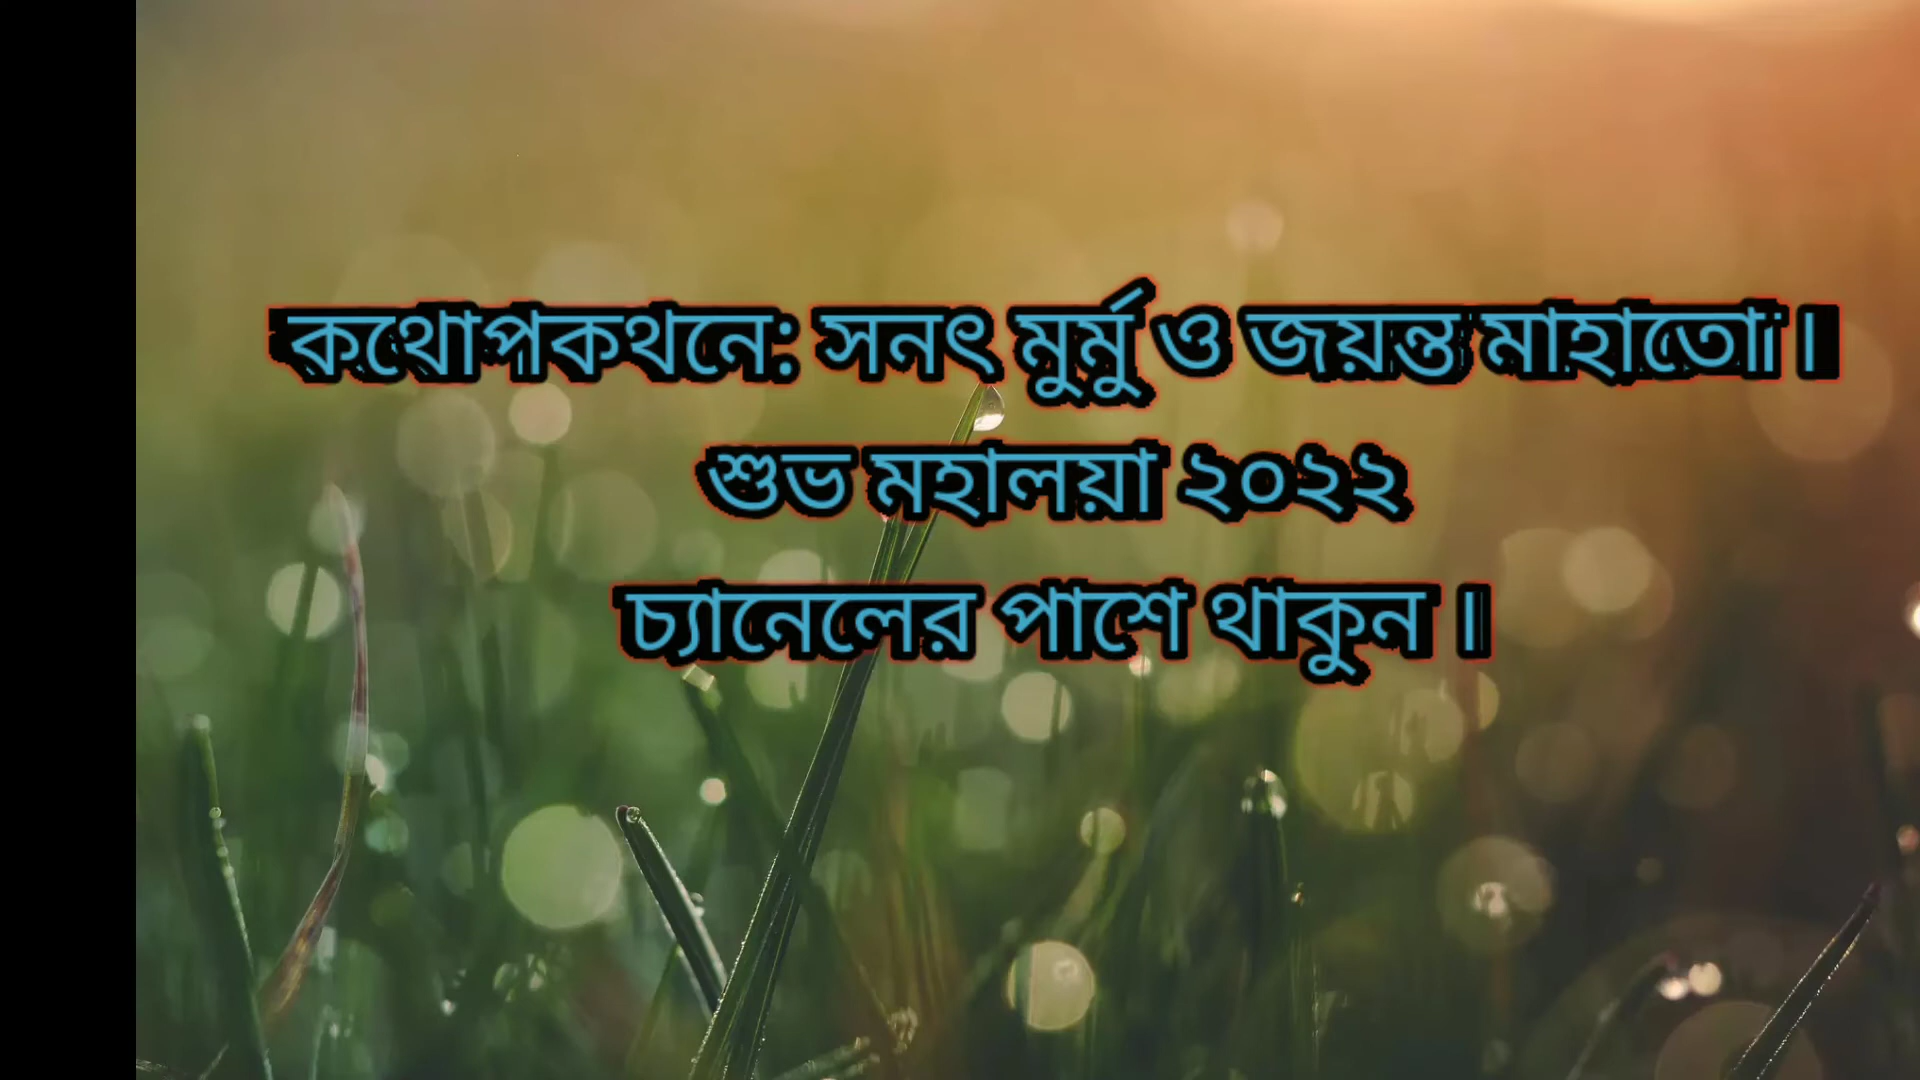 কথোপকথনে: সনৎ মুর্মু ও জয়ন্ত মাহাতো।
শুভ মহালয়া ২০২২
চ্যানেলের পাশে থাকুন ।